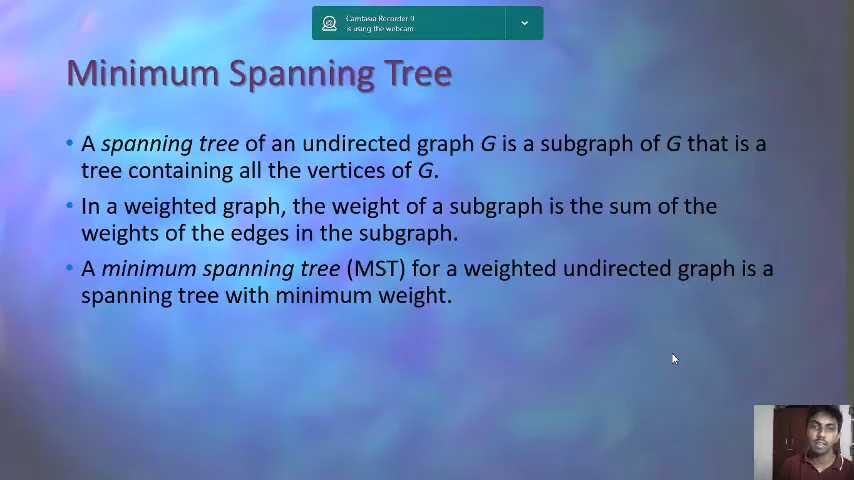 Camtasia Recorder 9
is using the webcam
Minimum Spanning Tree
• A spanning tree of an undirected graph G is a subgraph of G that is a
tree containing all the vertices of G.
• In a weighted graph, the weight of a subgraph is the sum of the
weights of the edges in the subgraph.
• A minimum spanning tree (MST) for a weighted undirected graph is a
spanning tree with minimum weight.